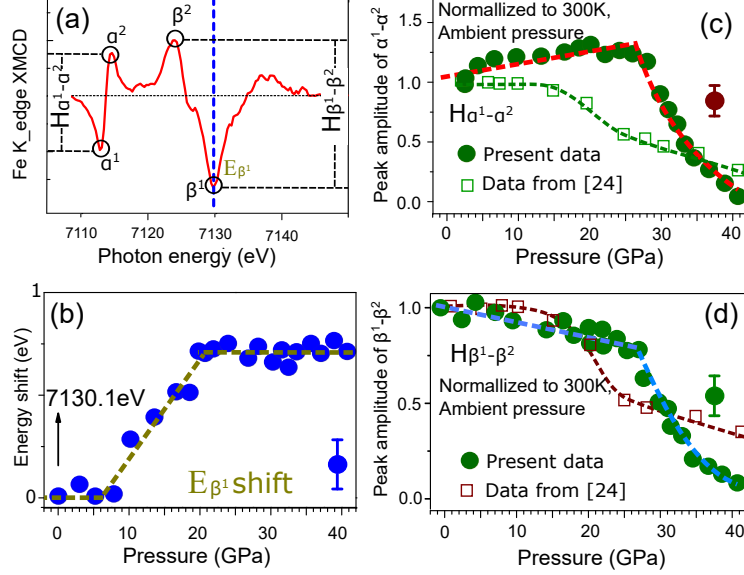 (a)
Fe K_edge XMCD
Hα¹-α²
α²
α¹
β²
β¹
Eβ¹
Hβ¹-β²
7110
7120
7130
7140
Photon energy (eV)
(b)
Energy shift (eV)
1
0
7130.1eV
Eβ¹ shift
0
10
20
30
40
Pressure (GPa)
(c)
Peak amplitude of α¹-α²
1.5
1.0
0.5
0.0
Normalized to 300K,
Ambient pressure
Hα¹-α²
Present data
Data from [24]
0
10
20
30
40
Pressure (GPa)
(d)
Peak amplitude of β¹-β²
1.0
0.5
0.0
Hβ¹-β²
Normallized to 300K,
Ambient pressure
Present data
Data from [24]
0
10
20
30
40
Pressure (GPa)